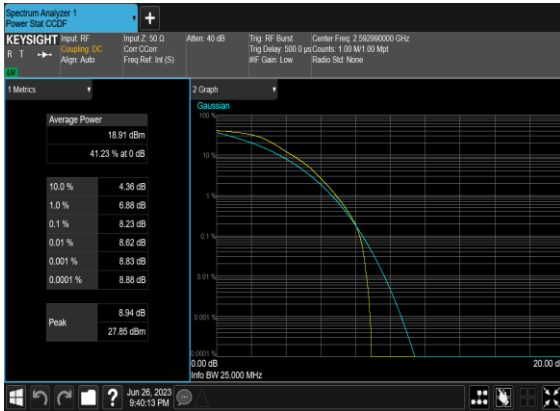 Spectrum Analyzer 1
Power Stat CCDF
KEYSIGHT
R T
LV
Input: RF
Coupling: DC
Align: Auto
Input Z: 50 Ω
Corr CCorr
Freq Ref: Int (S)
Atten: 40 dB
Trig: RF Burst
Trig Delay: 500.0 µs
#IF Gain: Low
Center Freq: 2.592990000 GHz
Counts: 1.00 M/1.00 Mpt
Radio Std: None
1 Metrics
Average Power
18.91 dBm
41.23 % at 0 dB
10.0 % 4.36 dB
1.0 % 6.88 dB
0.1 % 8.23 dB
0.01 % 8.62 dB
0.001 % 8.83 dB
0.0001 % 8.88 dB
Peak
8.94 dB
27.85 dBm
2 Graph
Gaussian
100 %
10 %
1 %
0.1 %
0.01 %
0.001 %
0.0001 %
0.00 dB
20.00 dB
Info BW 25.000 MHz
?
Jun 26, 2023
9:40:13 PM